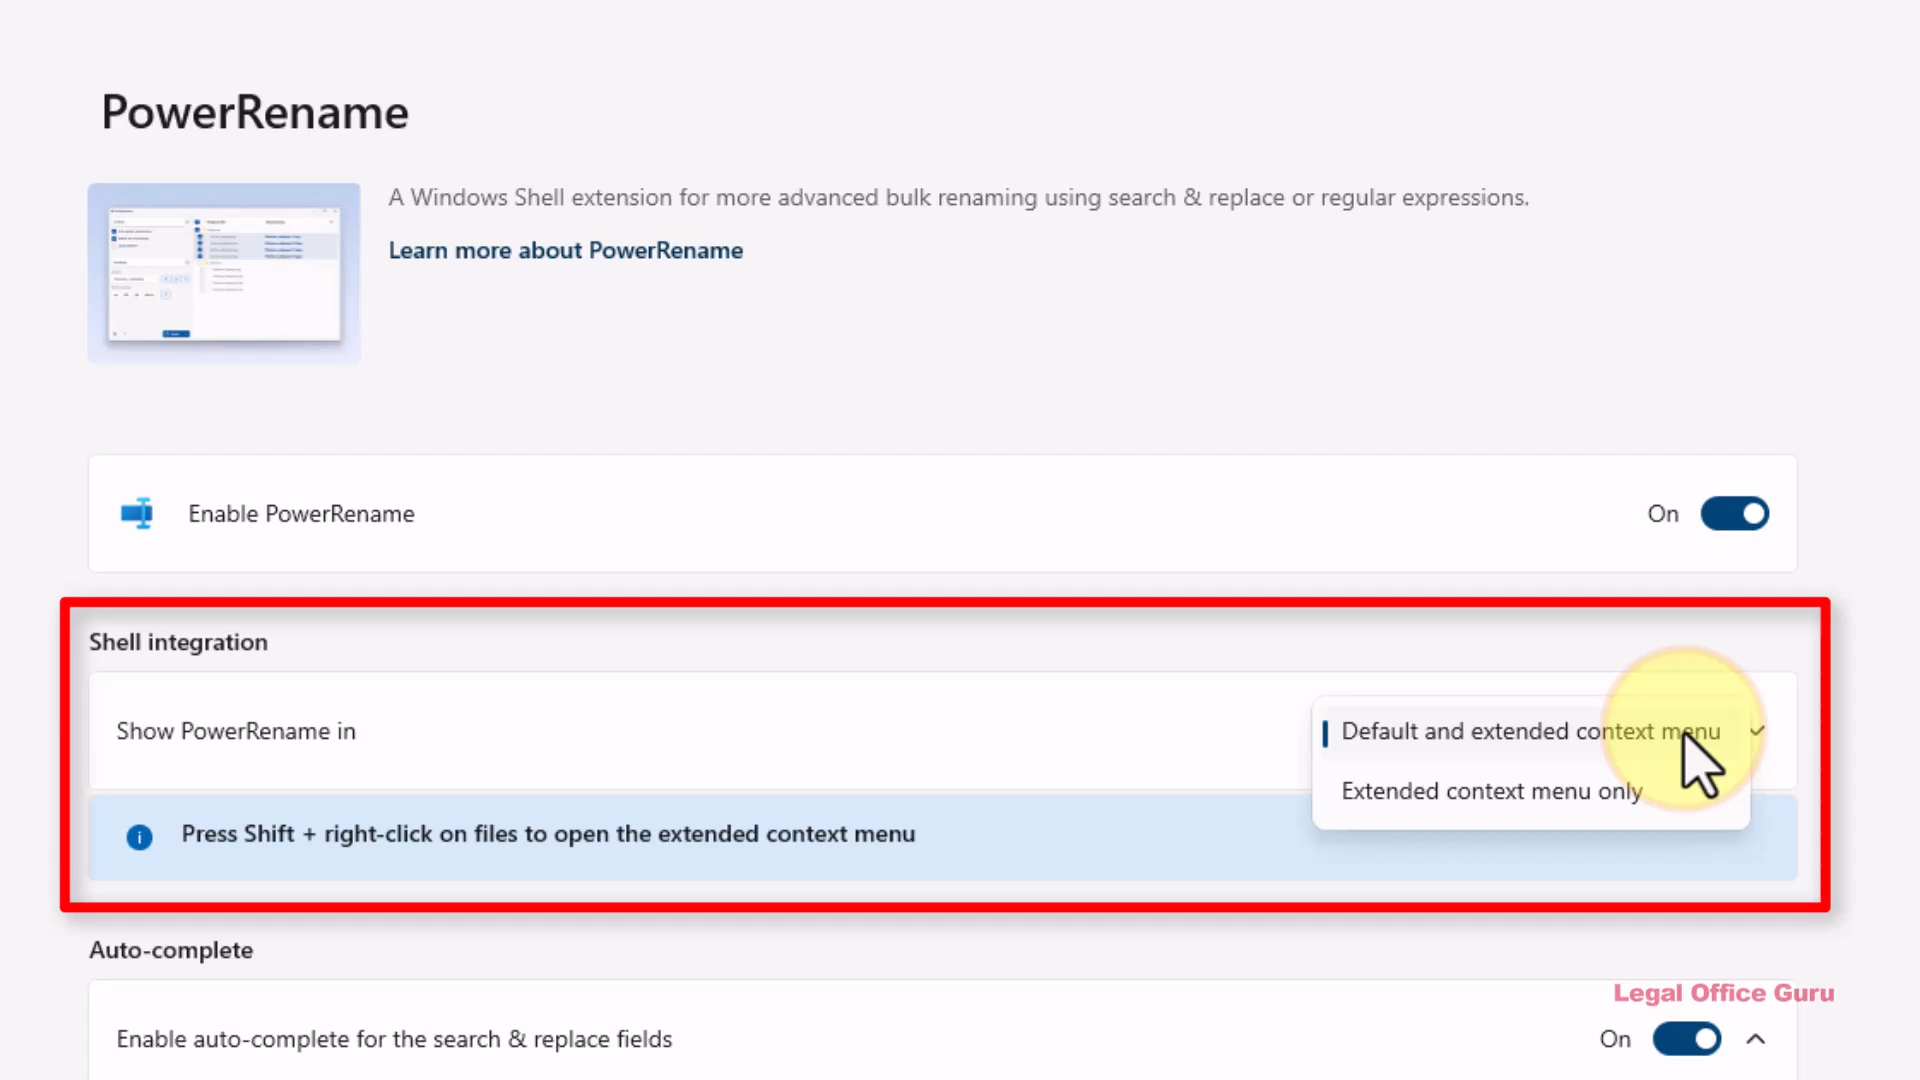 PowerRename
A Windows Shell extension for more advanced bulk renaming using search & replace or regular expressions.
Learn more about PowerRename
Enable PowerRename
On
Shell integration
Show PowerRename in
Default and extended context menu
Extended context menu only
Press Shift + right-click on files to open the extended context menu
Auto-complete
Legal Office Guru
Enable auto-complete for the search & replace fields
On